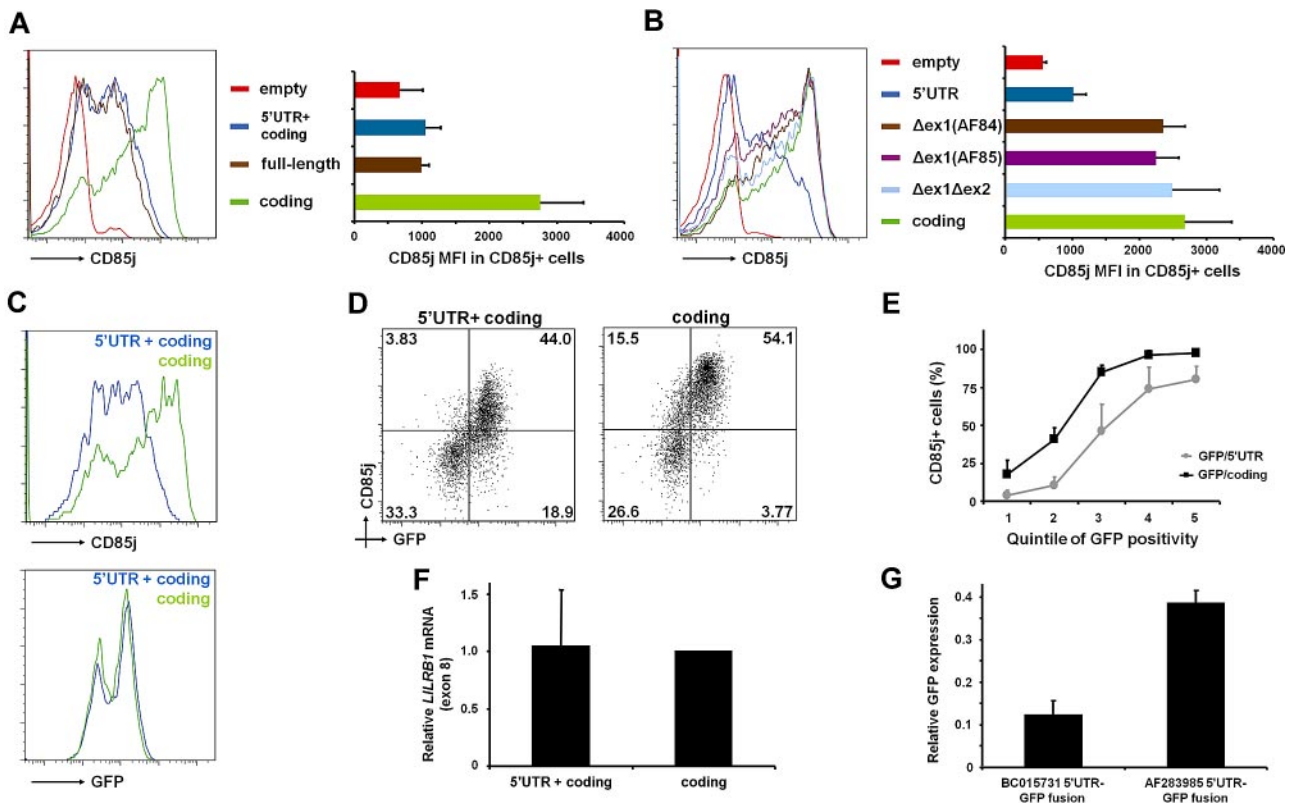 A
empty
5'UTR+
coding
full-length
coding
CD85j
0
1000
2000
3000
4000
CD85j MFI in CD85j+ cells
B
empty
5'UTR
Δex1(AF84)
Δex1(AF85)
Δex1Δex2
coding
CD85j
0
1000
2000
3000
4000
CD85j MFI in CD85j+ cells
C
5'UTR + coding
coding
CD85j
5'UTR + coding
coding
GFP
D
5'UTR+ coding
3.83
44.0
33.3
18.9
coding
15.5
54.1
26.6
3.77
CD85j
GFP
E
CD85j+ cells (%)
100
75
50
25
0
1
2
3
4
5
GFP/5'UTR
GFP/coding
Quintile of GFP positivity
F
Relative LILRB1 mRNA
(exon 8)
1.5
1.0
0.5
0
5'UTR + coding
coding
G
Relative GFP expression
0.4
0.3
0.2
0.1
0
BC015731 5'UTR-
GFP fusion
AF283985 5'UTR-
GFP fusion